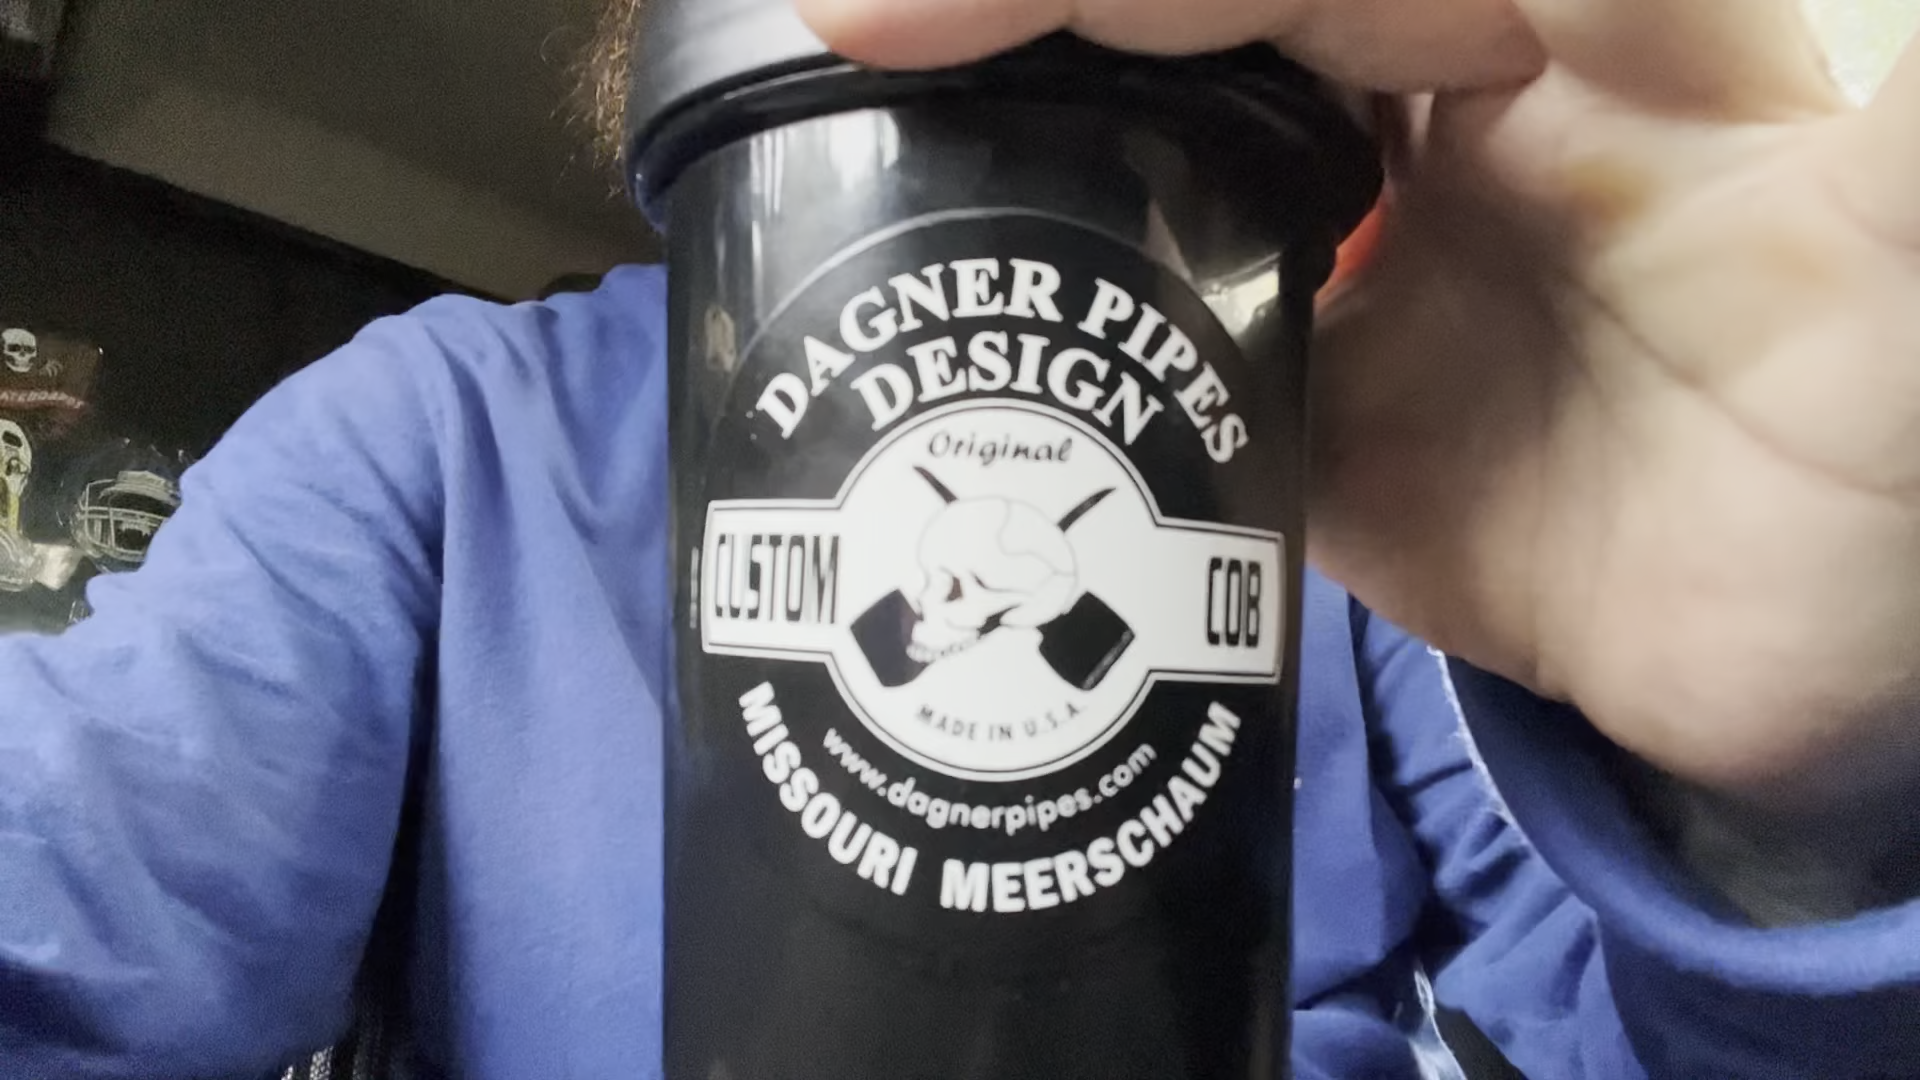 DAGNER PIPES
DESIGN
Original
CUSTOM
COB
MADE IN U.S.A.
www.dagnerpipes.com
MISSOURI MEERSCHAUM